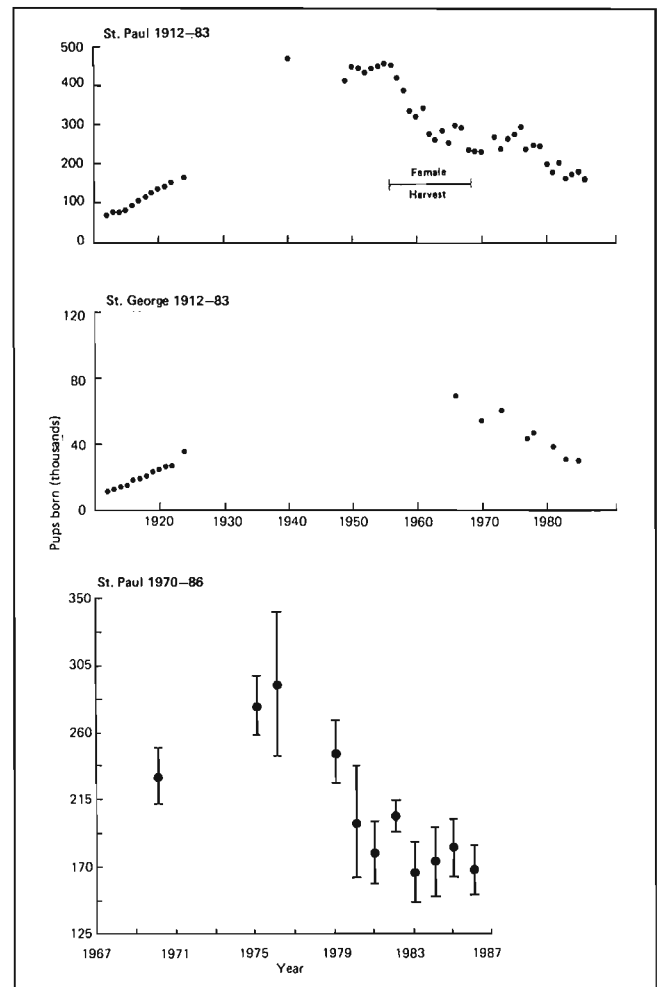 St. Paul 1912–83
500
400
300
200
100
0
Female
Harvest
St. George 1912–83
120
80
40
0
1920 1930 1940 1950 1960 1970 1980
Pups born (thousands)
St. Paul 1970–86
350
305
260
215
170
125
1967 1971 1975 1979 1983 1987
Year